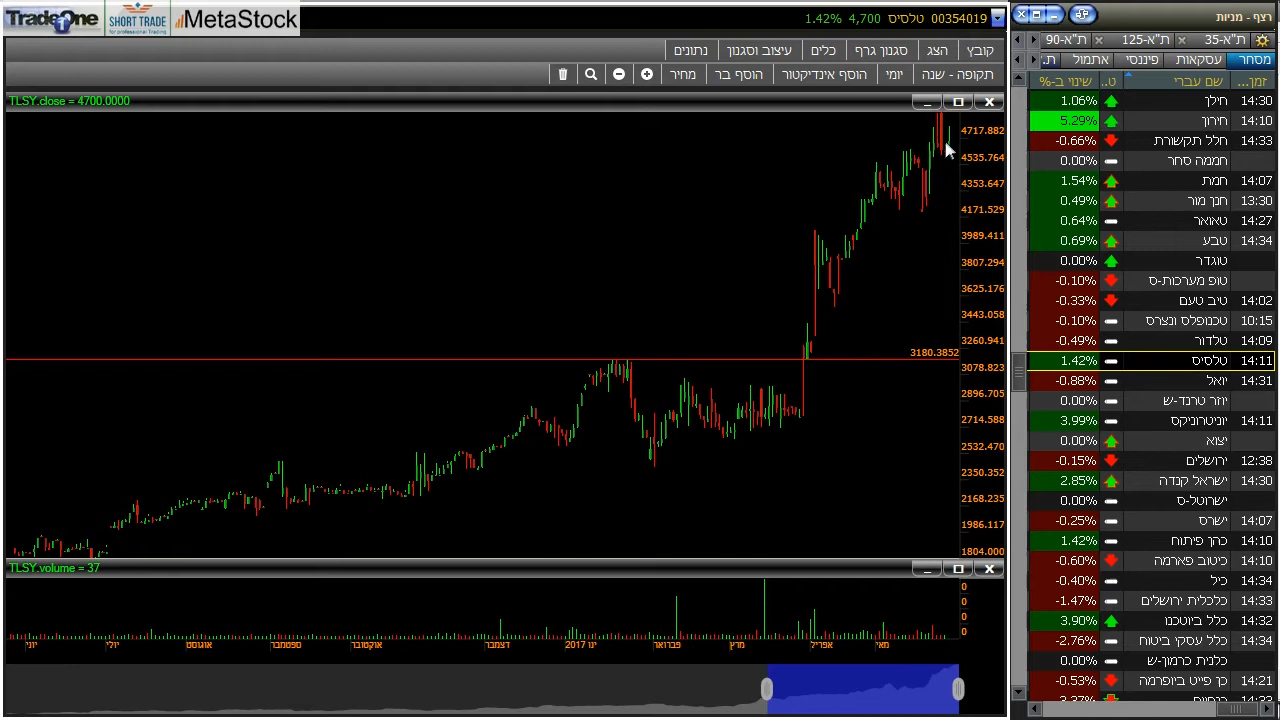 TradeOne
SHORT TRADE
for professional Trading
MetaStock
1.42% 4,700 טלסיס 00354019
קובץ הצג סגנון גרף כלים עיצוב וסגנון נתונים
תקופה - שנה יומי הוסף אינדיקטור הוסף בר מחיר
TLSY.close = 4700.0000
4717.882
4535.764
4353.647
4171.529
3989.411
3807.294
3625.176
3443.058
3260.941
3180.3852
3078.823
2896.705
2714.588
2532.470
2350.352
2168.235
1986.117
1804.000
TLSY.volume = 37
0
0
0
0
יוני יולי אוגוסט ספטמבר אוקטובר דצמבר ינו 2017 פברואר מרץ אפריל מאי
רצף - מניות
ת"א-35 ת"א-125 ת"א-90
מסחר עסקאות פיננסי אתמול ת.
זמן... שם עברי ט.. שינוי ב-%
14:30 חילן 1.06%
14:10 חירון 5.29%
14:33 חלל תקשורת -0.66%
חממה סחר 0.00%
14:07 חמת 1.54%
13:30 חנן מור 0.49%
14:27 טאואר 0.64%
14:34 טבע 0.69%
טוגדר 0.00%
טופ מערכות-ס -0.10%
14:02 טיב טעם -0.33%
10:15 טכנופלס ונצרס -0.10%
14:09 טלדור -0.49%
14:11 טלסיס 1.42%
14:31 יואל -0.88%
יוזר טרנד-ש 0.00%
14:11 יוניטרוניקס 3.99%
יצוא 0.00%
12:38 ירושלים -0.15%
14:30 ישראל קנדה 2.85%
ישרוטל-ס 0.00%
14:07 ישרס -0.25%
14:10 כהן פיתוח 1.42%
14:10 כיטוב פארמה -0.60%
14:34 כיל -0.40%
14:33 כלכלית ירושלים -1.47%
14:32 כלל ביוטכנו 3.90%
14:34 כלל עסקי ביטוח -2.76%
כלנית כרמון-ש 0.00%
14:21 כן פייט ביופרמה -0.53%